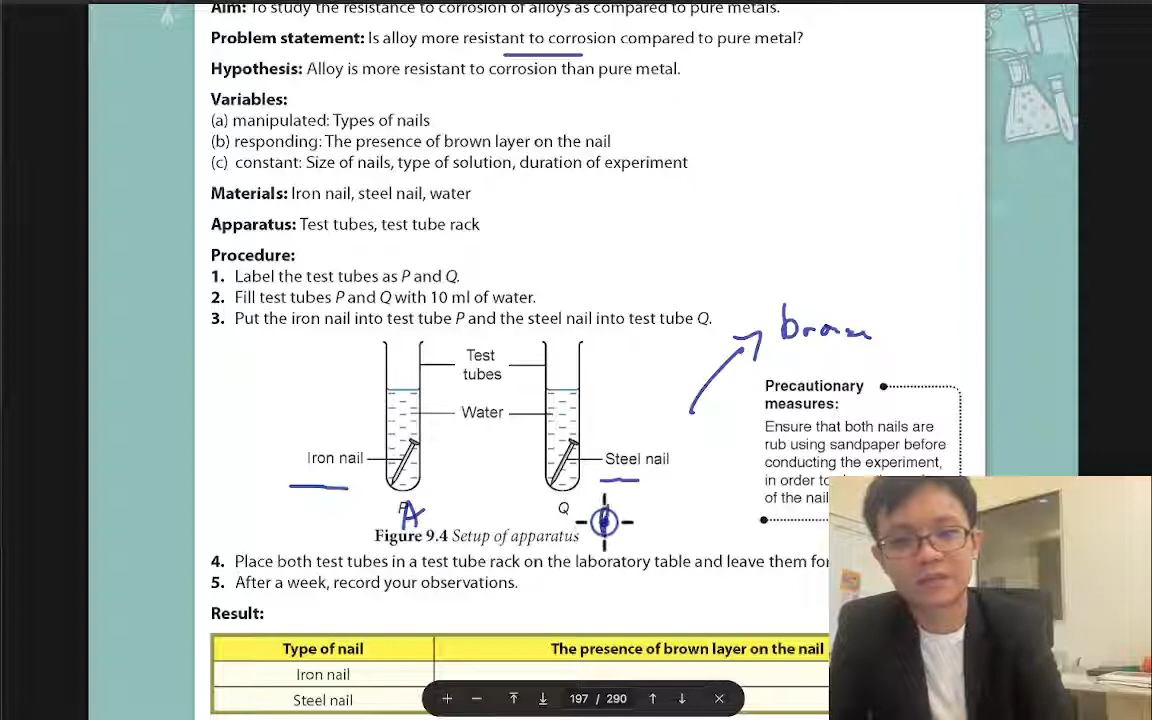 Aim: To study the resistance to corrosion of alloys as compared to pure metals.
Problem statement: Is alloy more resistant to corrosion compared to pure metal?
Hypothesis: Alloy is more resistant to corrosion than pure metal.
Variables:
(a) manipulated: Types of nails
(b) responding: The presence of brown layer on the nail
(c) constant: Size of nails, type of solution, duration of experiment
Materials: Iron nail, steel nail, water
Apparatus: Test tubes, test tube rack
Procedure:
1. Label the test tubes as P and Q.
2. Fill test tubes P and Q with 10 ml of water.
3. Put the iron nail into test tube P and the steel nail into test tube Q.
Test
tubes
Water
Iron nail
Steel nail
P
A
Q
Figure 9.4 Setup of apparatus
Precautionary
measures:
Ensure that both nails are
rub using sandpaper before
conducting the experiment,
in order to
of the nail
4. Place both test tubes in a test tube rack on the laboratory table and leave them for
5. After a week, record your observations.
Result:
Type of nail The presence of brown layer on the nail
Iron nail
Steel nail
197 / 290